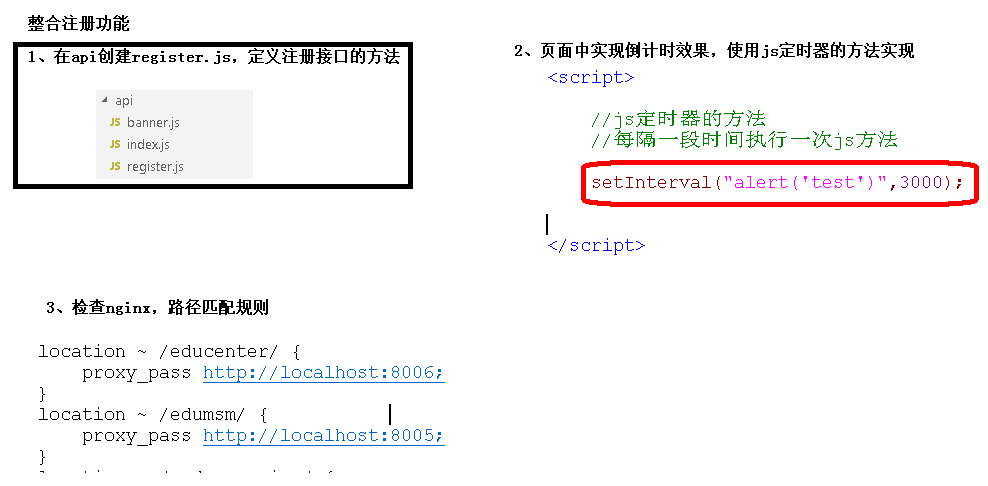 整合注册功能
1、在api创建register.js，定义注册接口的方法
api
JS banner.js
JS index.js
JS register.js
2、页面中实现倒计时效果，使用js定时器的方法实现
<script>
//js定时器的方法
//每隔一段时间执行一次js方法
setInterval("alert('test')",3000);
</script>
3、检查nginx，路径匹配规则
location ~ /educenter/ {
proxy_pass http://localhost:8006;
}
location ~ /edumsm/ {
proxy_pass http://localhost:8005;
}